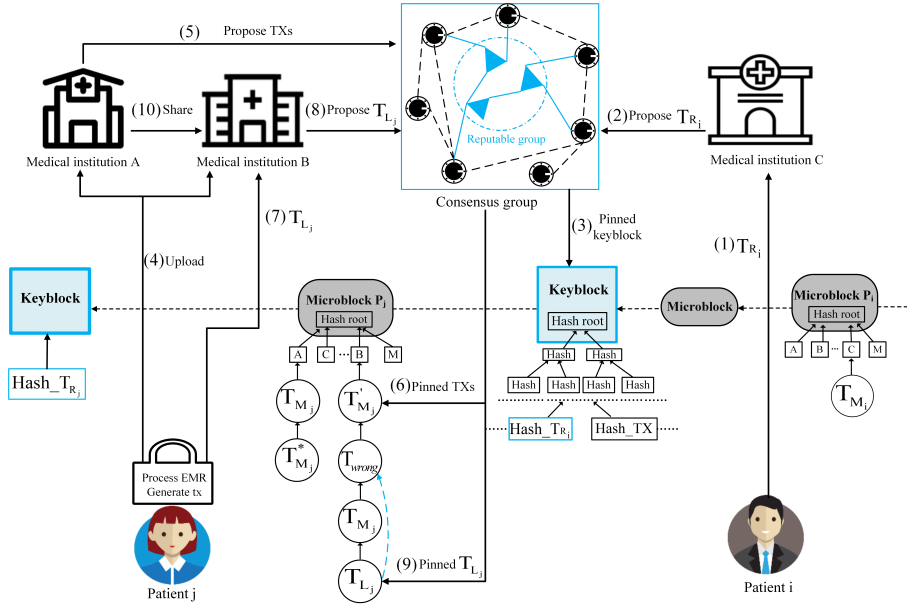 (5) Propose TXs
(10) Share
(8) Propose T_{L_j}
Reputable group
(2) Propose T_{R_i}
Medical institution A
Medical institution B
Medical institution C
Consensus group
(7) T_{L_j}
(3) Pinned
keyblock
(1) T_{R_i}
(4) Upload
Keyblock
Microblock P_j
Hash root
Keyblock
Hash root
Microblock
Microblock P_i
Hash root
A C ... B M
Hash Hash
A B ... C M
Hash Hash Hash Hash
Hash_T_{R_j}
T_{M_j}
T'_{M_j}
(6) Pinned TXs
T_{M_i}
Hash_T_{R_i}
Hash_TX
T*_{M_j}
T_{wrong}
Process EMR
Generate tx
T_{M_j}
T_{L_j}
(9) Pinned T_{L_j}
Patient j
Patient i